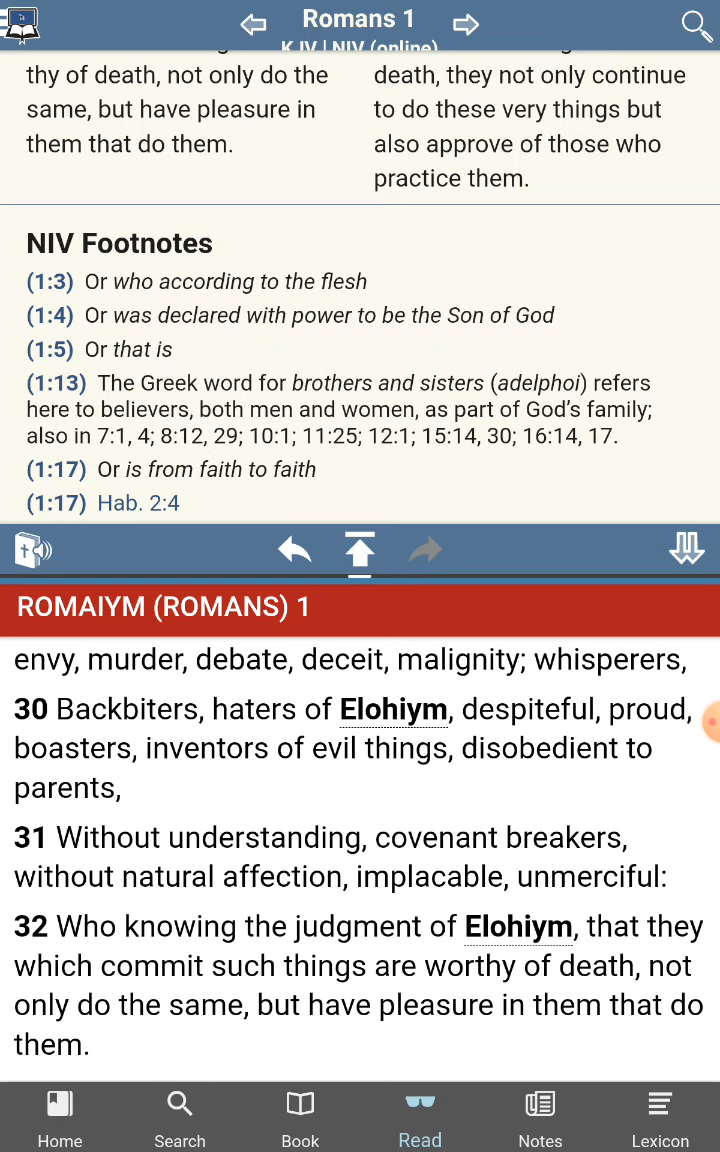 Romans 1
KJV | NIV (online)
thy of death, not only do the
same, but have pleasure in
them that do them.
death, they not only continue
to do these very things but
also approve of those who
practice them.
NIV Footnotes
(1:3) Or who according to the flesh
(1:4) Or was declared with power to be the Son of God
(1:5) Or that is
(1:13) The Greek word for brothers and sisters (adelphoi) refers
here to believers, both men and women, as part of God’s family;
also in 7:1, 4; 8:12, 29; 10:1; 11:25; 12:1; 15:14, 30; 16:14, 17.
(1:17) Or is from faith to faith
(1:17) Hab. 2:4
ROMAIYM (ROMANS) 1
envy, murder, debate, deceit, malignity; whisperers,
30 Backbiters, haters of Elohiym, despiteful, proud,
boasters, inventors of evil things, disobedient to
parents,
31 Without understanding, covenant breakers,
without natural affection, implacable, unmerciful:
32 Who knowing the judgment of Elohiym, that they
which commit such things are worthy of death, not
only do the same, but have pleasure in them that do
them.
Home Search Book Read Notes Lexicon